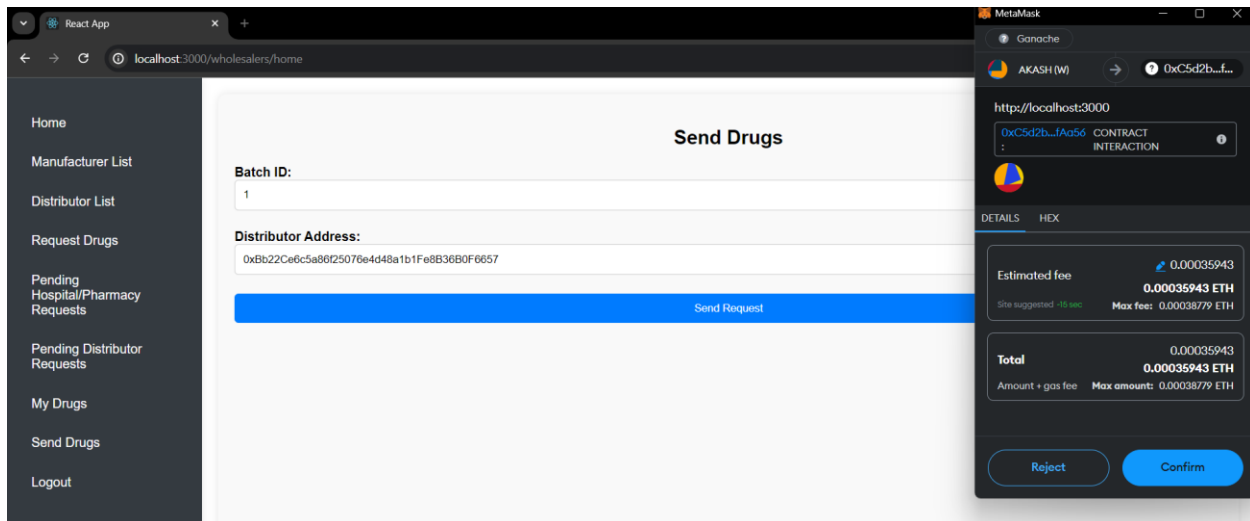 React App
localhost:3000/wholesalers/home
Home
Manufacturer List
Distributor List
Request Drugs
Pending
Hospital/Pharmacy
Requests
Pending Distributor
Requests
My Drugs
Send Drugs
Logout
Send Drugs
Batch ID:
1
Distributor Address:
0xBb22Ce6c5a86f25076e4d48a1b1Fe8B36B0F6657
Send Request
MetaMask
Ganache
AKASH (W)
0xC5d2b...f...
http://localhost:3000
0xC5d2b...fAa56 CONTRACT
: INTERACTION
DETAILS HEX
Estimated fee 0.00035943
0.00035943 ETH
Site suggested ~15 sec Max fee: 0.00038779 ETH
Total 0.00035943
0.00035943 ETH
Amount + gas fee Max amount: 0.00038779 ETH
Reject Confirm